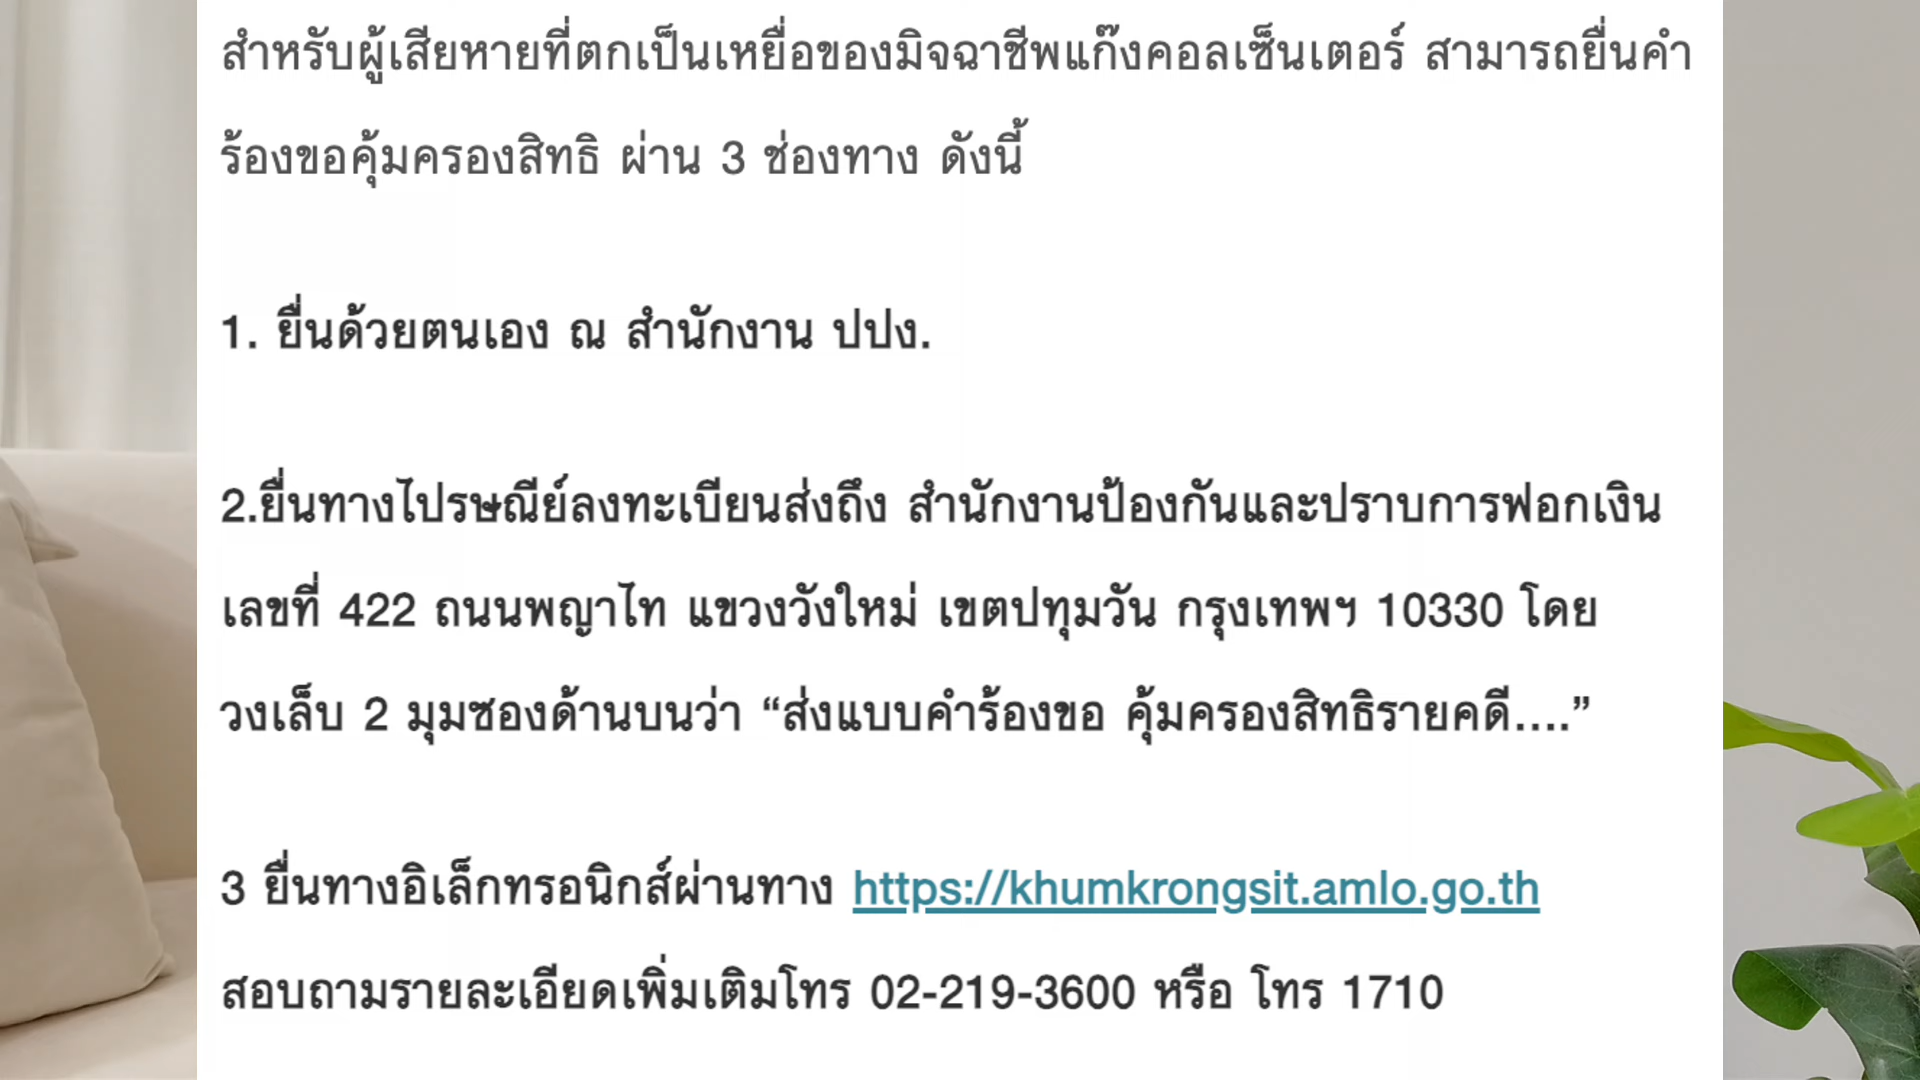 สำหรับผู้เสียหายที่ตกเป็นเหยื่อของมิจฉาชีพแก๊งคอลเซ็นเตอร์ สามารถยื่นคำ
ร้องขอคุ้มครองสิทธิ ผ่าน 3 ช่องทาง ดังนี้
1. ยื่นด้วยตนเอง ณ สำนักงาน ปปง.
2.ยื่นทางไปรษณีย์ลงทะเบียนส่งถึง สำนักงานป้องกันและปราบการฟอกเงิน
เลขที่ 422 ถนนพญาไท แขวงวังใหม่ เขตปทุมวัน กรุงเทพฯ 10330 โดย
วงเล็บ 2 มุมซองด้านบนว่า “ส่งแบบคำร้องขอ คุ้มครองสิทธิรายคดี....”
3 ยื่นทางอิเล็กทรอนิกส์ผ่านทาง https://khumkrongsit.amlo.go.th
สอบถามรายละเอียดเพิ่มเติมโทร 02-219-3600 หรือ โทร 1710